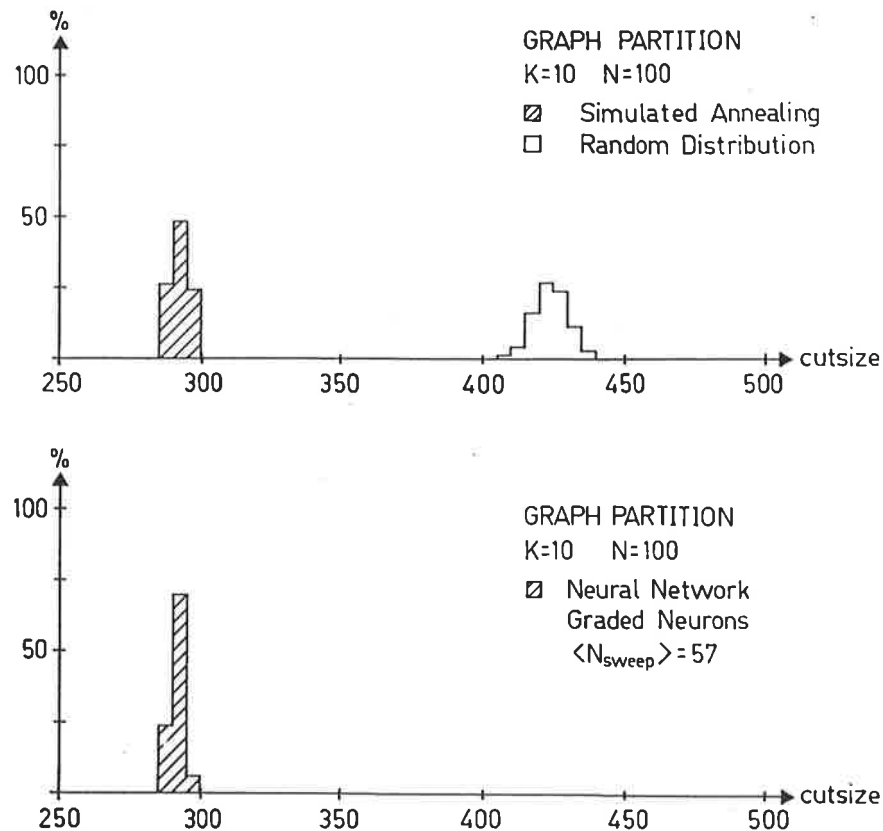 %
GRAPH PARTITION
K=10 N=100
Simulated Annealing
Random Distribution
100
50
250 300 350 400 450 500
cutsize
%
GRAPH PARTITION
K=10 N=100
Neural Network
Graded Neurons
<N_sweep> = 57
100
50
250 300 350 400 450 500
cutsize